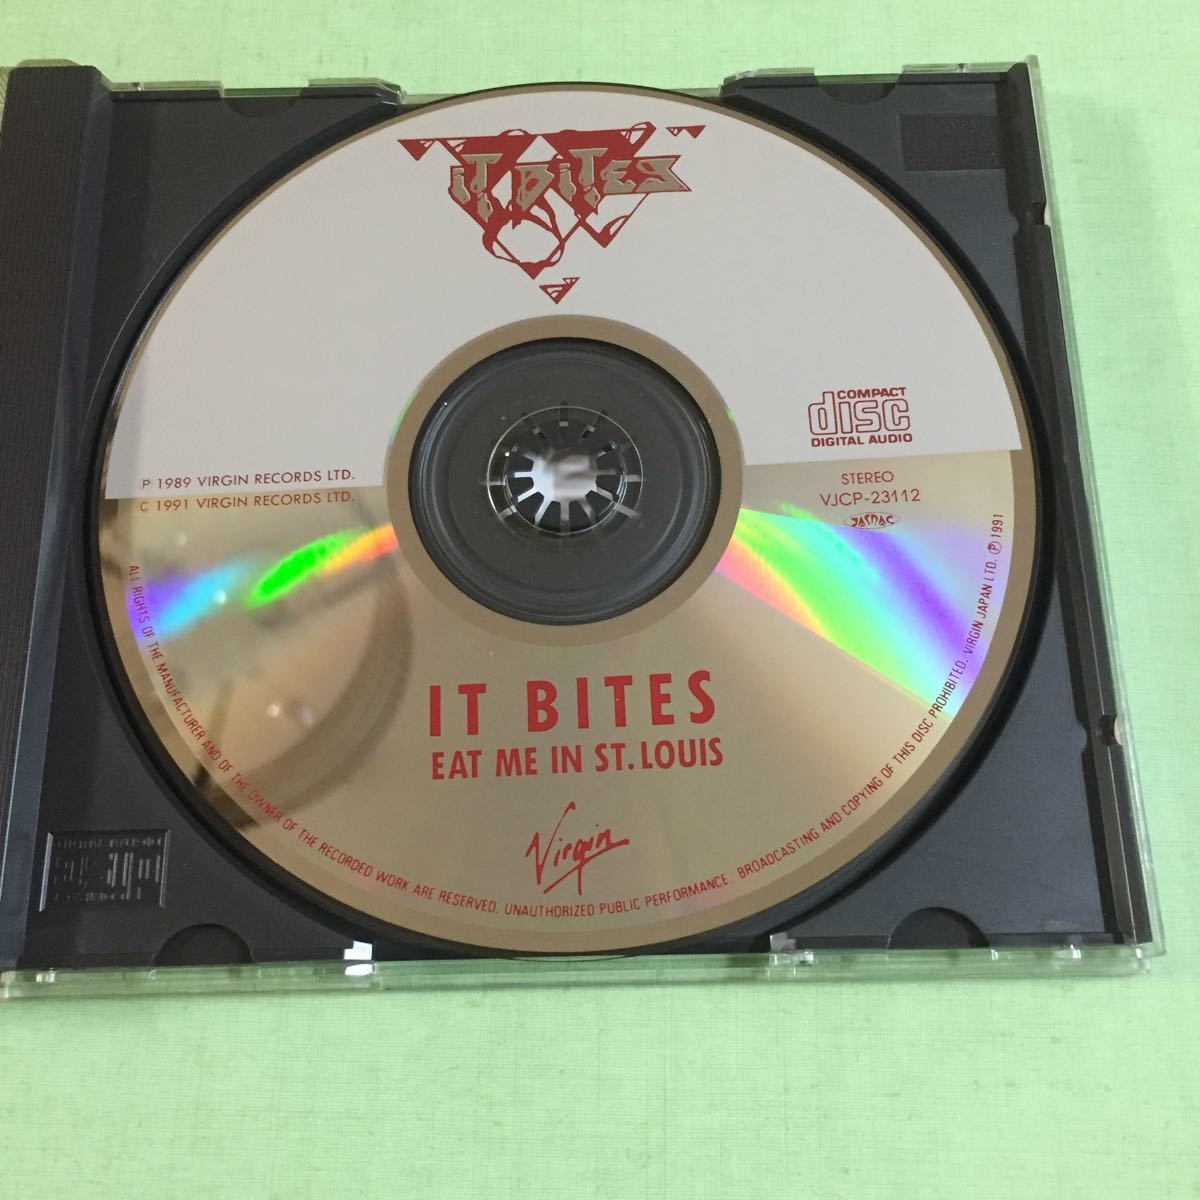 IT BITES
COMPACT
disc
DIGITAL AUDIO
℗ 1989 VIRGIN RECORDS LTD.
© 1991 VIRGIN RECORDS LTD.
STEREO
VJCP-23112
JASRAC
IT BITES
EAT ME IN ST. LOUIS
Virgin
ALL RIGHTS OF THE MANUFACTURER AND OF THE OWNER OF THE RECORDED WORK ARE RESERVED. UNAUTHORIZED PUBLIC PERFORMANCE. BROADCASTING AND COPYING OF THIS DISC PROHIBITED. VIRGIN JAPAN LTD. ℗ 1991